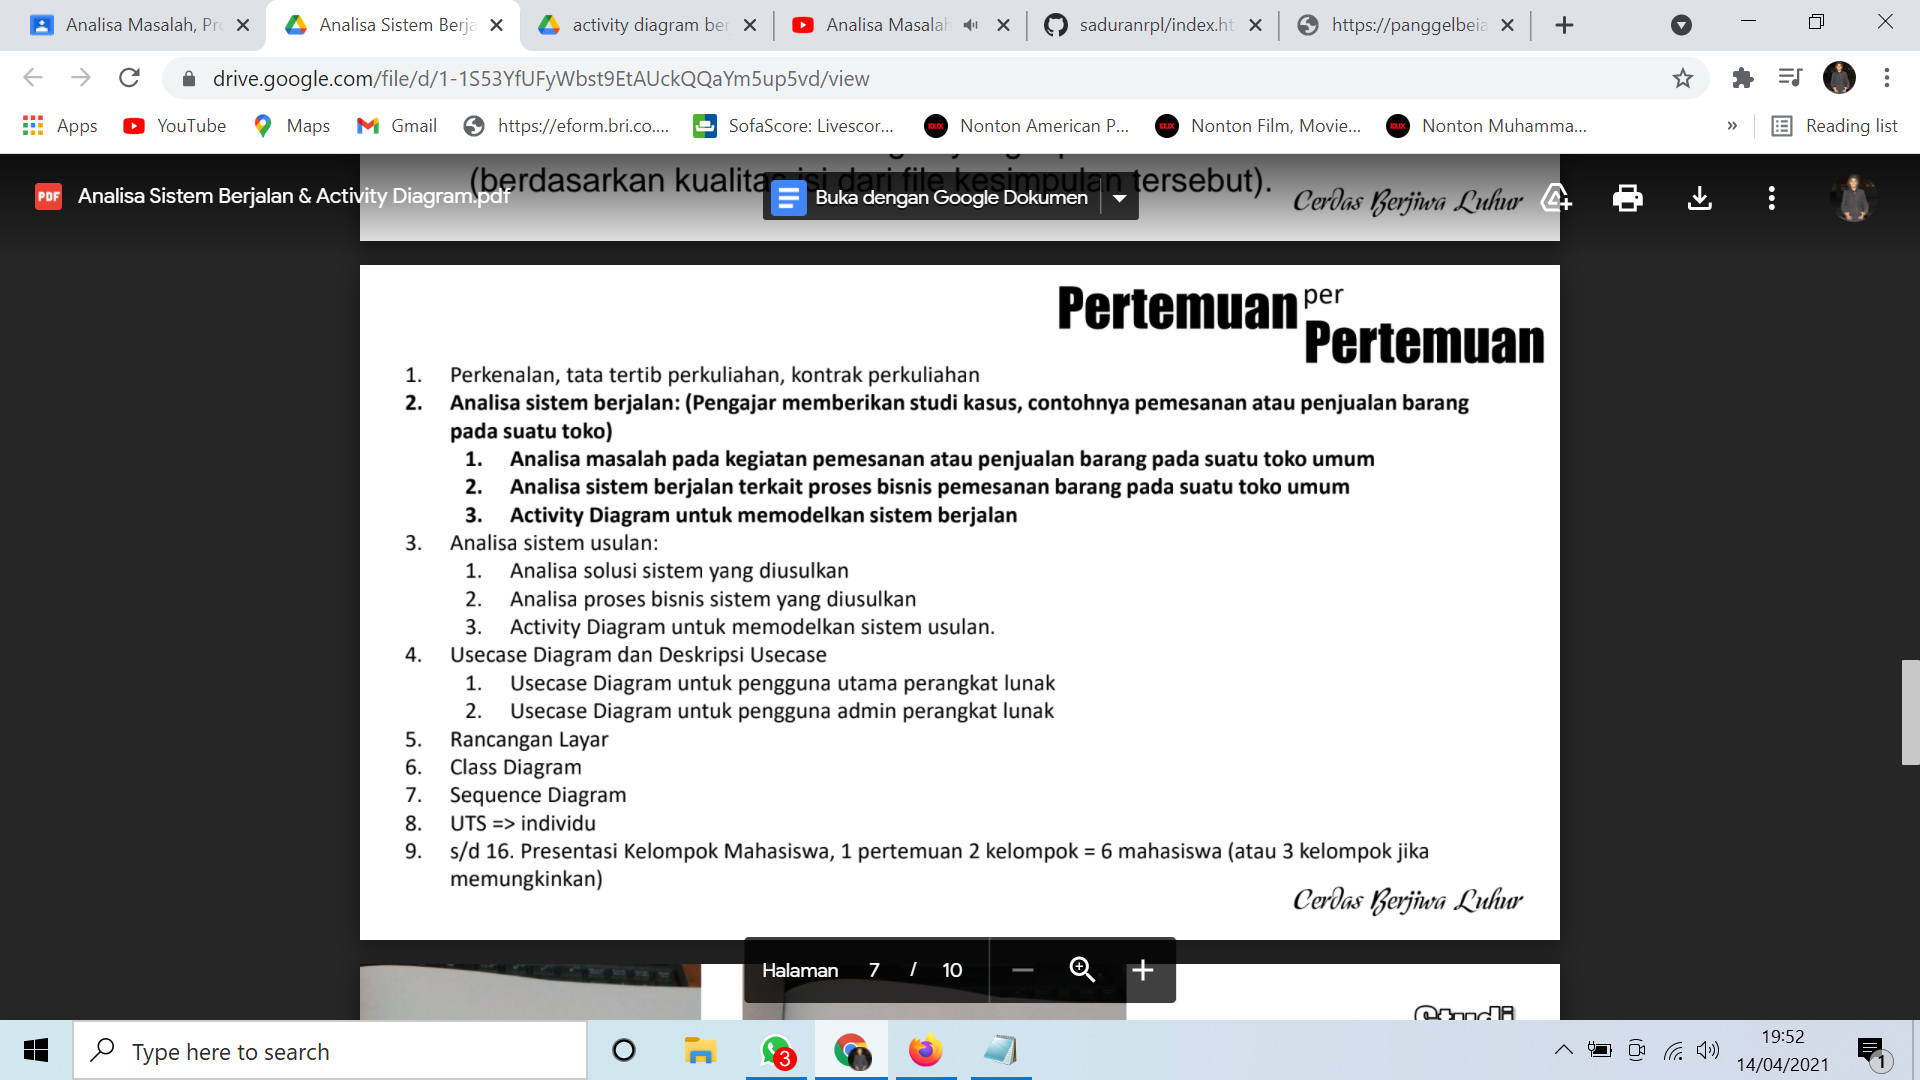 Analisa Masalah, Pr
Analisa Sistem Berja
activity diagram be
Analisa Masalah
saduranrpl/index.ht
https://panggelbeia
drive.google.com/file/d/1-1S53YfUFyWbst9EtAUckQQaYm5up5vd/view
Apps
YouTube
Maps
Gmail
https://eform.bri.co....
SofaScore: Livescor...
Nonton American P...
Nonton Film, Movie...
Nonton Muhamma...
»
Reading list
(berdasarkan kualitas isi dari file kesimpulan tersebut).
PDF
Analisa Sistem Berjalan & Activity Diagram.pdf
Buka dengan Google Dokumen
Cerdas Berjiwa Luhur
Pertemuan per
Pertemuan
1. Perkenalan, tata tertib perkuliahan, kontrak perkuliahan
2. Analisa sistem berjalan: (Pengajar memberikan studi kasus, contohnya pemesanan atau penjualan barang
pada suatu toko)
1. Analisa masalah pada kegiatan pemesanan atau penjualan barang pada suatu toko umum
2. Analisa sistem berjalan terkait proses bisnis pemesanan barang pada suatu toko umum
3. Activity Diagram untuk memodelkan sistem berjalan
3. Analisa sistem usulan:
1. Analisa solusi sistem yang diusulkan
2. Analisa proses bisnis sistem yang diusulkan
3. Activity Diagram untuk memodelkan sistem usulan.
4. Usecase Diagram dan Deskripsi Usecase
1. Usecase Diagram untuk pengguna utama perangkat lunak
2. Usecase Diagram untuk pengguna admin perangkat lunak
5. Rancangan Layar
6. Class Diagram
7. Sequence Diagram
8. UTS => individu
9. s/d 16. Presentasi Kelompok Mahasiswa, 1 pertemuan 2 kelompok = 6 mahasiswa (atau 3 kelompok jika
memungkinkan)
Cerdas Berjiwa Luhur
Halaman 7 / 10
Studi
Type here to search
3
19:52
14/04/2021
1